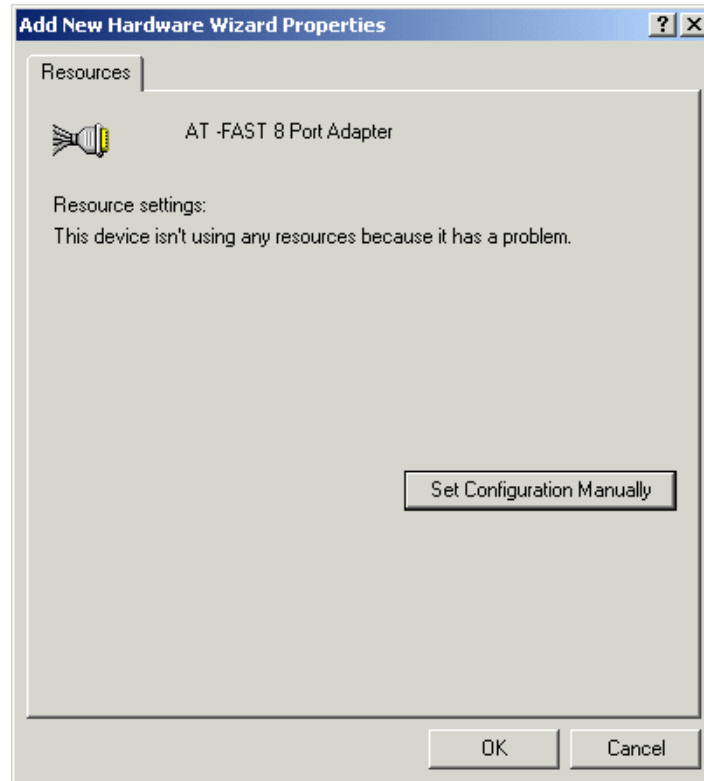 Add New Hardware Wizard Properties
Resources
AT -FAST 8 Port Adapter
Resource settings:
This device isn't using any resources because it has a problem.
Set Configuration Manually
OK
Cancel